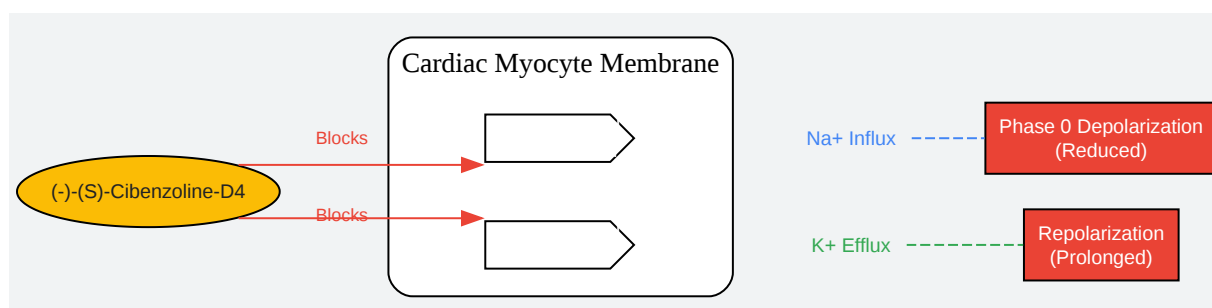 Cardiac Myocyte Membrane
Blocks
Na+ Influx
Phase 0 Depolarization
(Reduced)
(-)-(S)-Cibenzoline-D4
Blocks
K+ Efflux
Repolarization
(Prolonged)